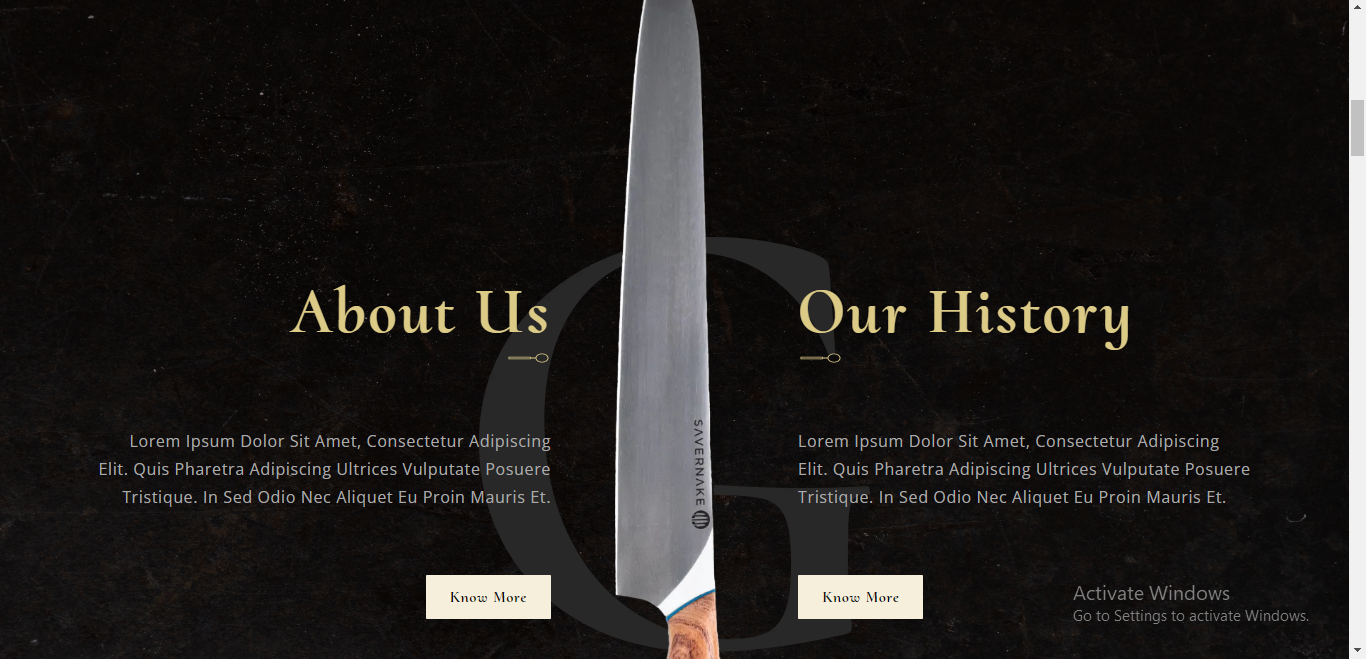 About Us
Lorem Ipsum Dolor Sit Amet, Consectetur Adipiscing
Elit. Quis Pharetra Adipiscing Ultrices Vulputate Posuere
Tristique. In Sed Odio Nec Aliquet Eu Proin Mauris Et.
Know More
G
SAVERNAKE
Our History
Lorem Ipsum Dolor Sit Amet, Consectetur Adipiscing
Elit. Quis Pharetra Adipiscing Ultrices Vulputate Posuere
Tristique. In Sed Odio Nec Aliquet Eu Proin Mauris Et.
Know More
Activate Windows
Go to Settings to activate Windows.